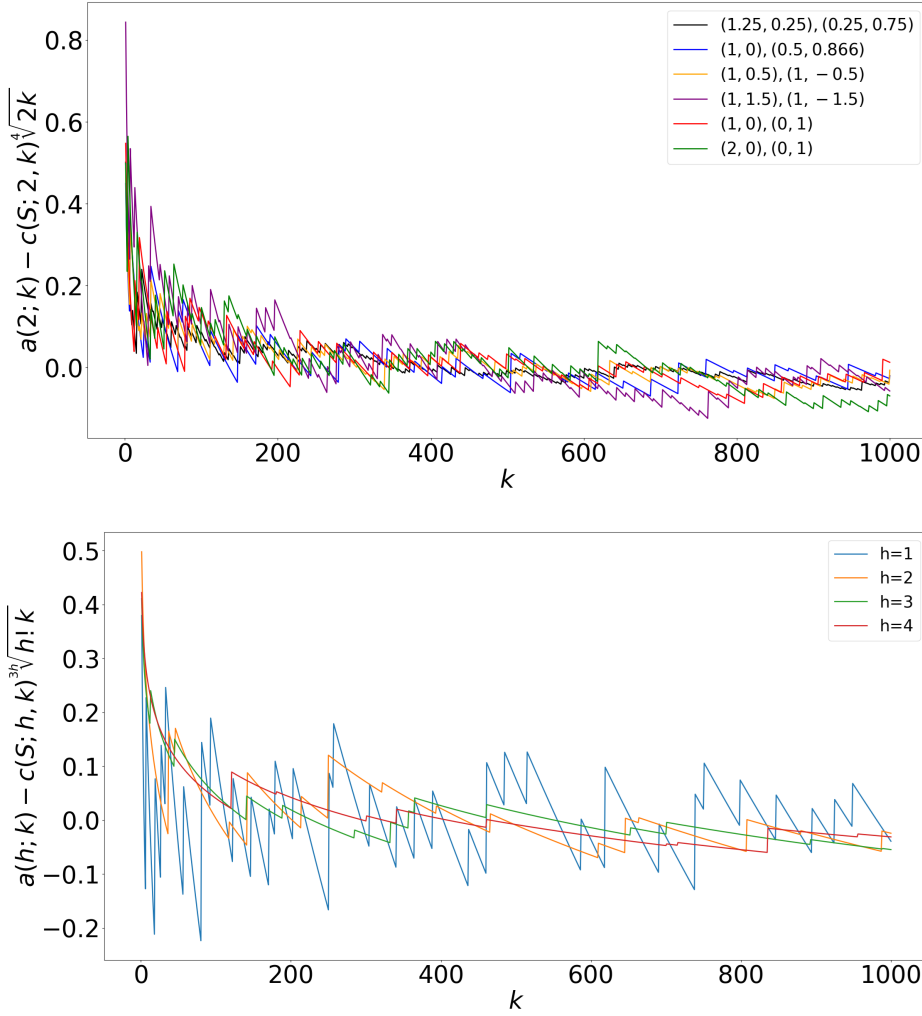 a(2; k) − c(S; 2, k)∜2k
0.8
0.6
0.4
0.2
0.0
(1.25, 0.25), (0.25, 0.75)
(1, 0), (0.5, 0.866)
(1, 0.5), (1, −0.5)
(1, 1.5), (1, −1.5)
(1, 0), (0, 1)
(2, 0), (0, 1)
0 200 400 600 800 1000
k
a(h; k) − c(S; h, k) ³ʰ√h! k
0.5
0.4
0.3
0.2
0.1
0.0
−0.1
−0.2
h=1
h=2
h=3
h=4
0 200 400 600 800 1000
k